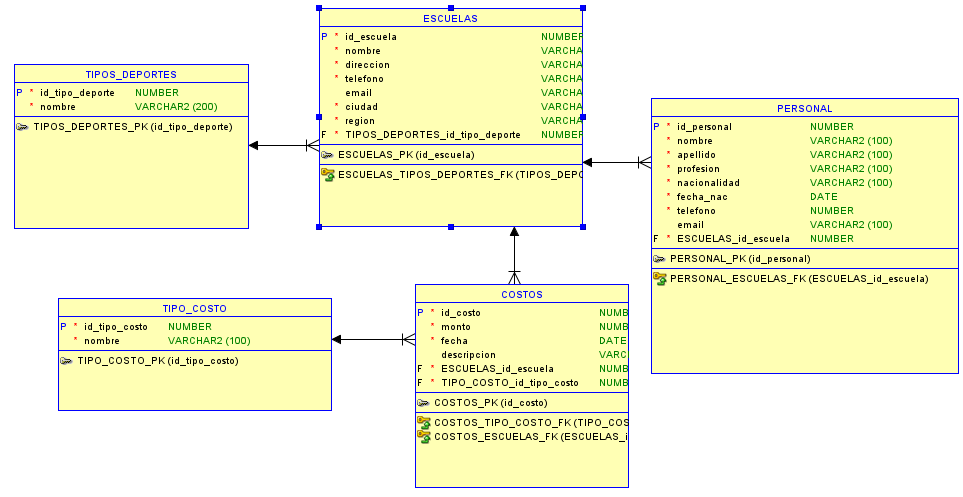 ESCUELAS
P * id_escuela NUMBER
* nombre VARCHA
* direccion VARCHA
* telefono VARCHA
email VARCHA
* ciudad VARCHA
* region VARCHA
F * TIPOS_DEPORTES_id_tipo_deporte NUMBER
ESCUELAS_PK (id_escuela)
ESCUELAS_TIPOS_DEPORTES_FK (TIPOS_DEPO
TIPOS_DEPORTES
P * id_tipo_deporte NUMBER
* nombre VARCHAR2 (200)
TIPOS_DEPORTES_PK (id_tipo_deporte)
PERSONAL
P * id_personal NUMBER
* nombre VARCHAR2 (100)
* apellido VARCHAR2 (100)
* profesion VARCHAR2 (100)
* nacionalidad VARCHAR2 (100)
* fecha_nac DATE
* telefono NUMBER
email VARCHAR2 (100)
F * ESCUELAS_id_escuela NUMBER
PERSONAL_PK (id_personal)
PERSONAL_ESCUELAS_FK (ESCUELAS_id_escuela)
TIPO_COSTO
P * id_tipo_costo NUMBER
* nombre VARCHAR2 (100)
TIPO_COSTO_PK (id_tipo_costo)
COSTOS
P * id_costo NUMB
* monto NUMB
* fecha DATE
descripcion VARC
F * ESCUELAS_id_escuela NUMB
F * TIPO_COSTO_id_tipo_costo NUMB
COSTOS_PK (id_costo)
COSTOS_TIPO_COSTO_FK (TIPO_COS
COSTOS_ESCUELAS_FK (ESCUELAS_i